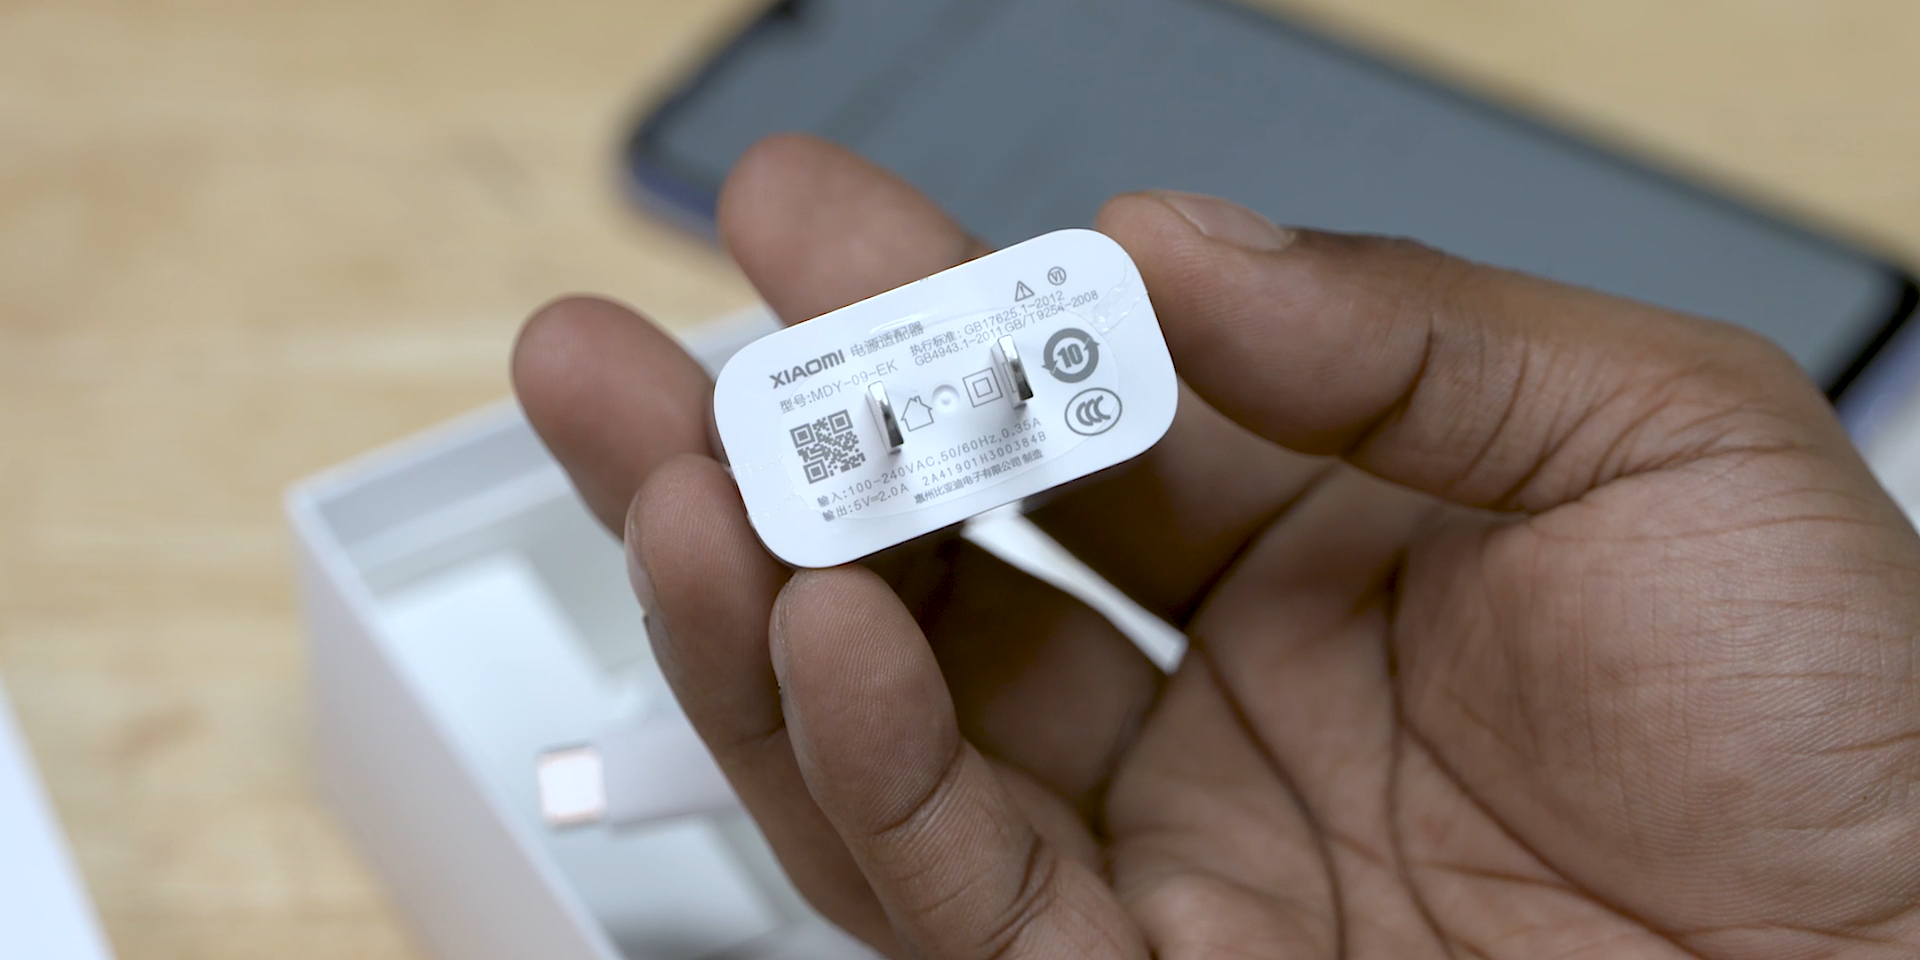 VI
XIAOMI 电源适配器
型号:MDY-09-EK
执行标准:GB17625.1-2012
GB4943.1-2011 GB/T9254-2008
10
CCC
输入:100-240VAC,50/60Hz,0.35A
输出:5V=2.0A 2A41901H300384B
惠州比亚迪电子有限公司 制造